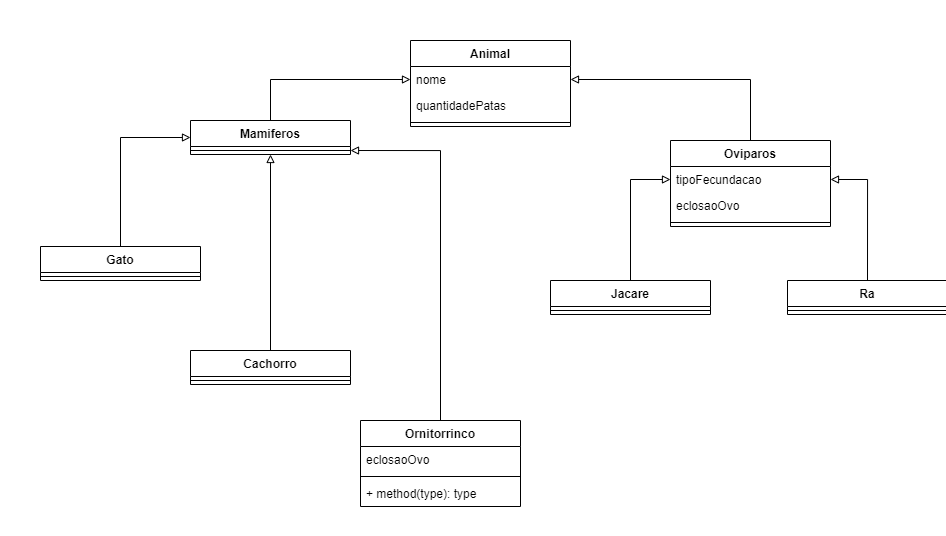 Animal
nome
quantidadePatas
Mamiferos
Oviparos
tipoFecundacao
eclosaoOvo
Gato
Jacare
Ra
Cachorro
Ornitorrinco
eclosaoOvo
+ method(type): type